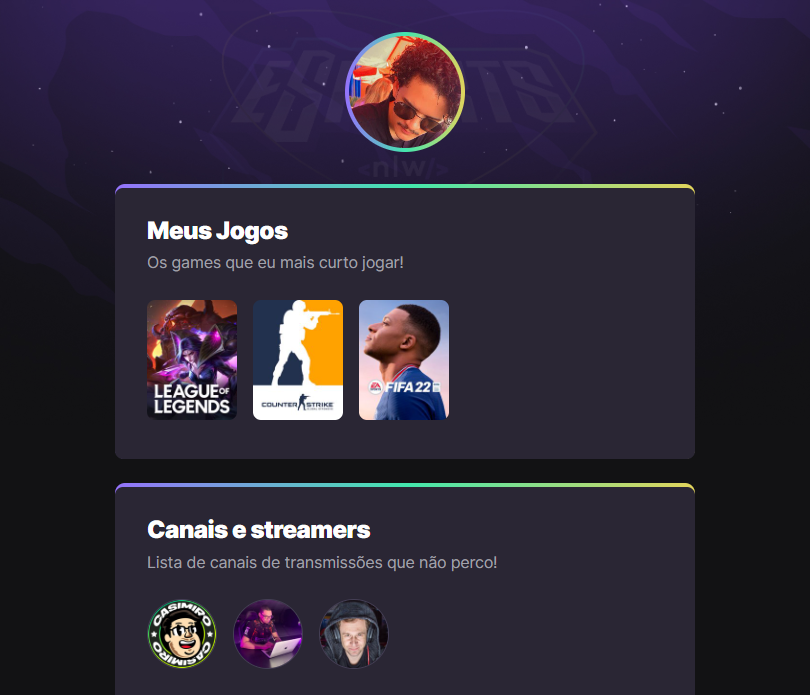 <nlw/>
Meus Jogos
Os games que eu mais curto jogar!
LEAGUE OF
LEGENDS
COUNTER STRIKE
FIFA 22
Canais e streamers
Lista de canais de transmissões que não perco!
CASIMIRO
CASIMIRO